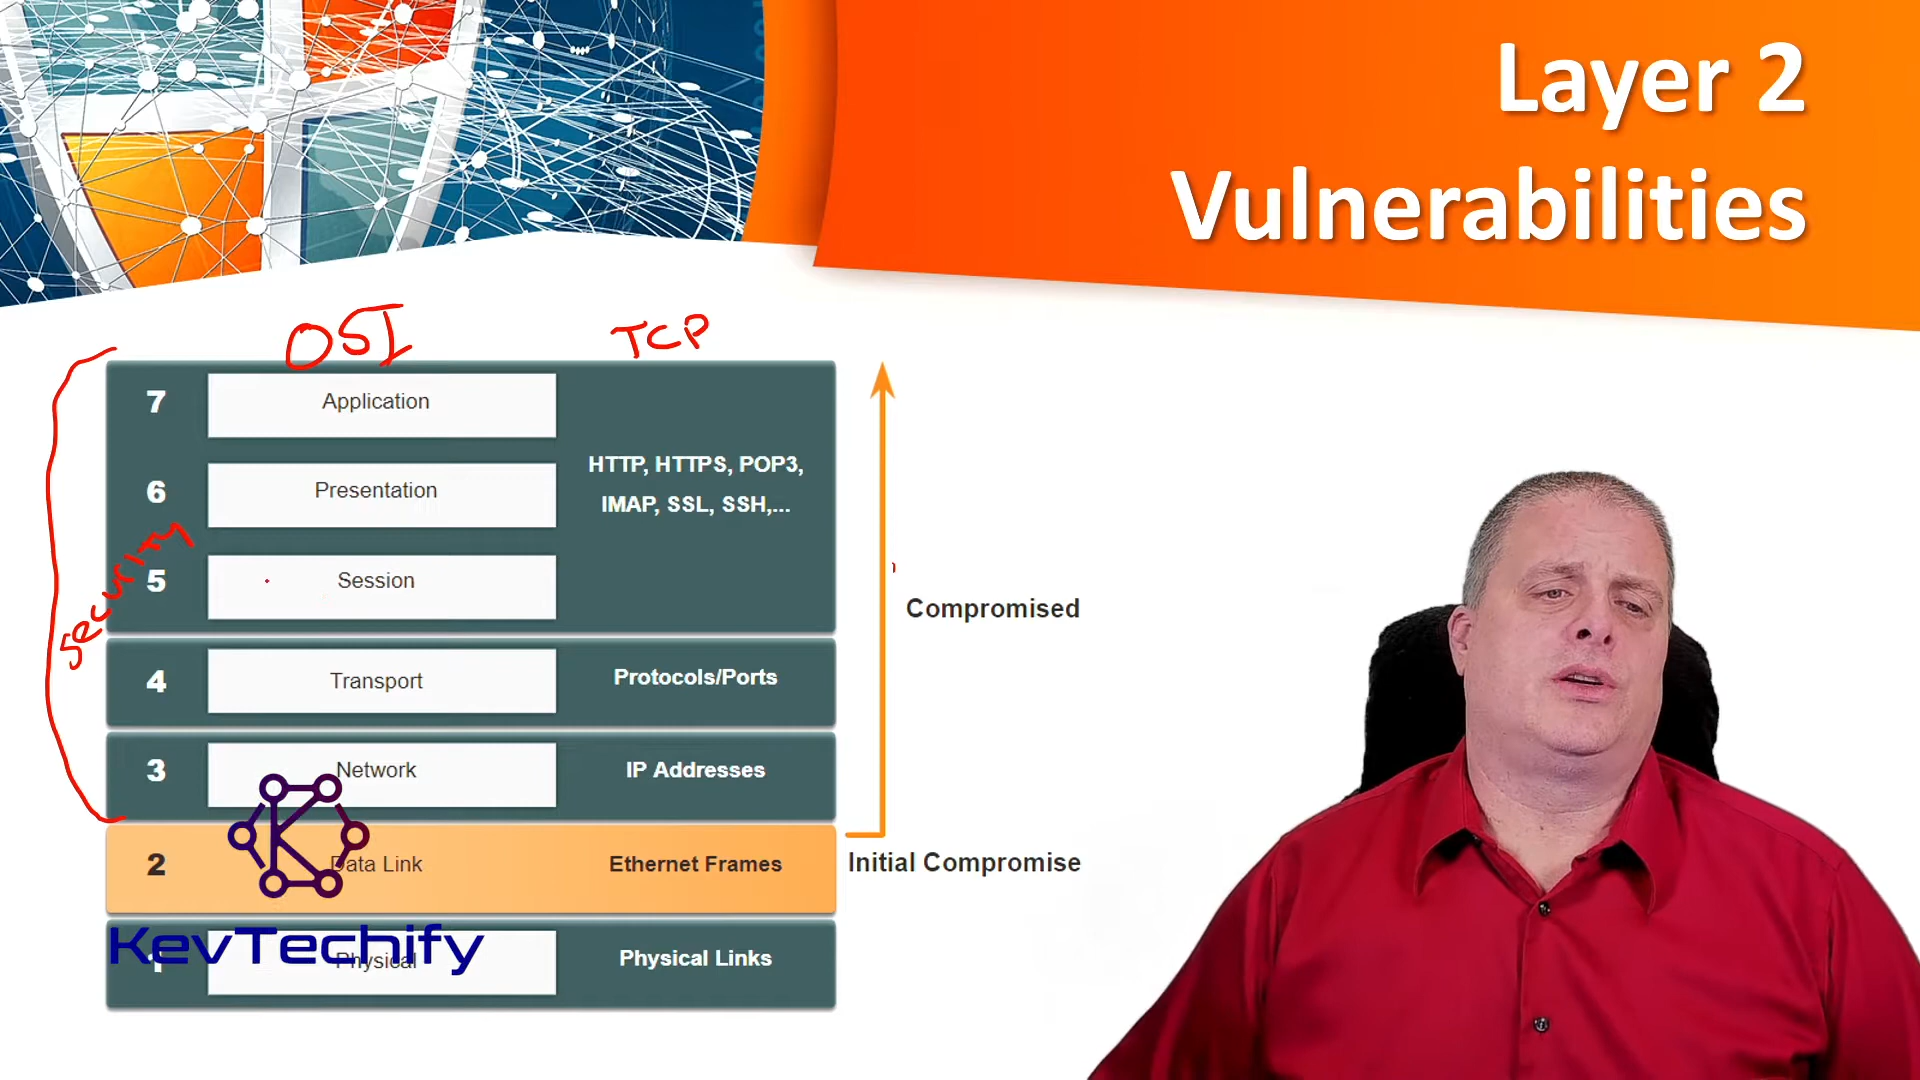 Layer 2
Vulnerabilities
OSI
TCP
7
Application
HTTP, HTTPS, POP3,
6
Presentation
IMAP, SSL, SSH,...
security
5
Session
Compromised
4
Transport
Protocols/Ports
3
Network
IP Addresses
2
Data Link
Ethernet Frames
Initial Compromise
KevTechify
1
Physical
Physical Links